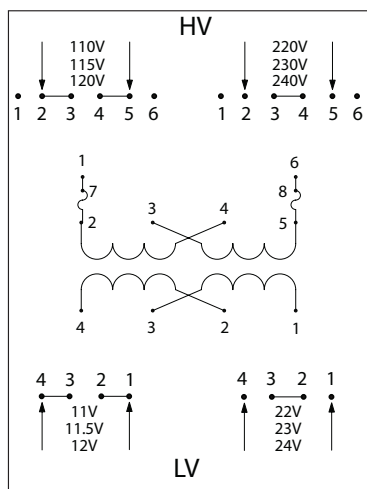 HV
110V 220V
115V 230V
120V 240V
1 2 3 4 5 6 1 2 3 4 5 6
1 6
7 8
2 3 4 5
4 3 2 1
4 3 2 1 4 3 2 1
11V 22V
11.5V 23V
12V 24V
LV